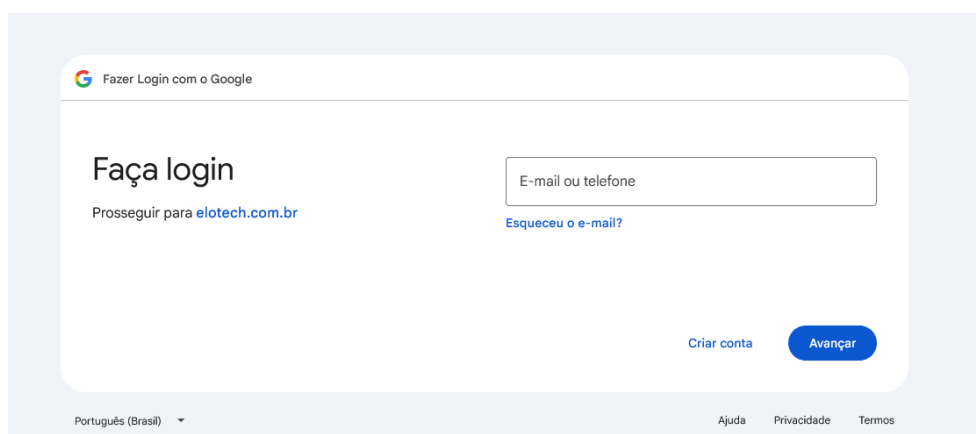 Fazer Login com o Google
Faça login
Prosseguir para elotech.com.br
E-mail ou telefone
Esqueceu o e-mail?
Criar conta
Avançar
Português (Brasil)
Ajuda
Privacidade
Termos